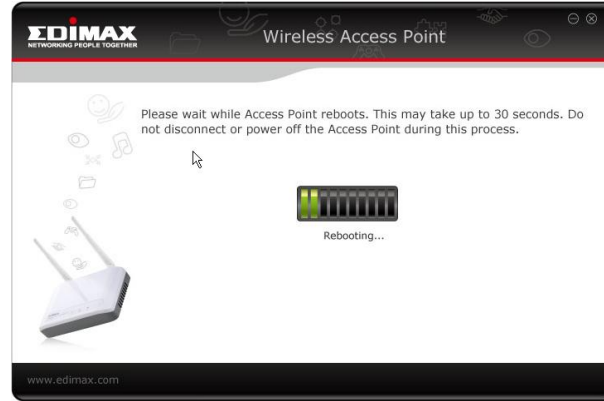 EDIMAX
NETWORKING PEOPLE TOGETHER
Wireless Access Point
Please wait while Access Point reboots. This may take up to 30 seconds. Do
not disconnect or power off the Access Point during this process.
Rebooting...
www.edimax.com